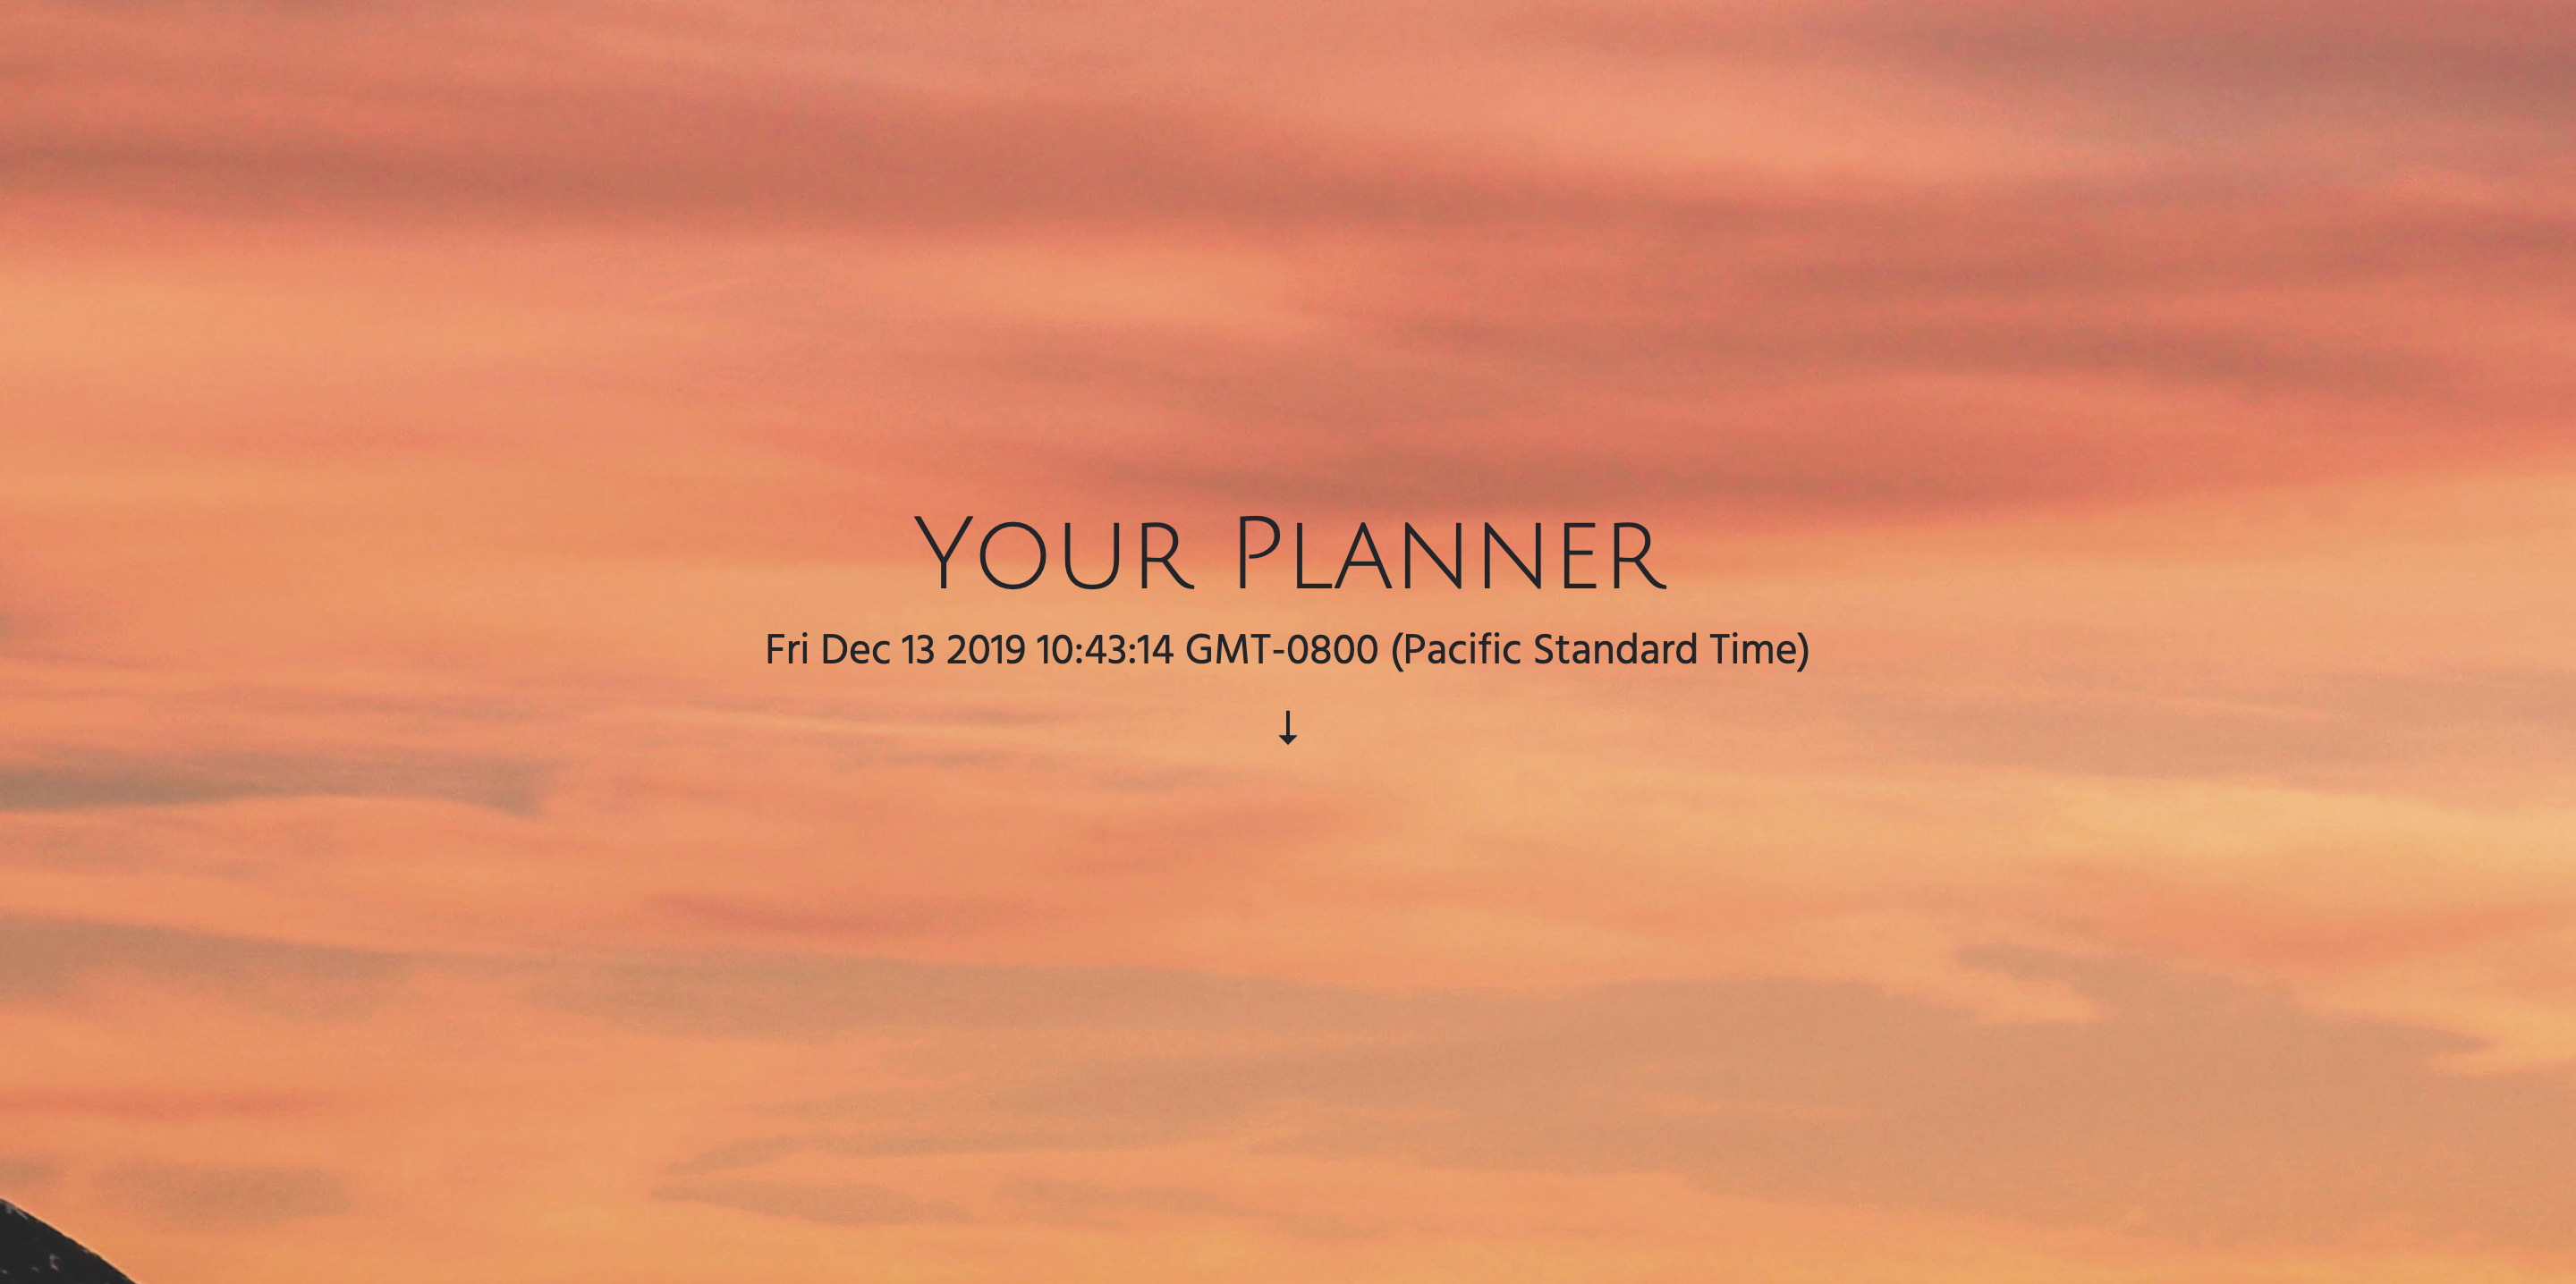 Your Planner
Fri Dec 13 2019 10:43:14 GMT-0800 (Pacific Standard Time)
↓